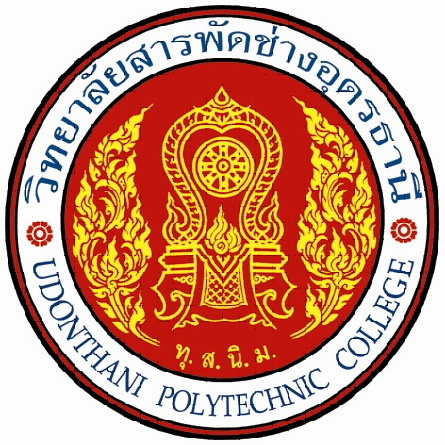 วิทยาลัยสารพัดช่างอุดรธานี
ทุ. ส. นิ. ม.
UDONTHANI POLYTECHNIC COLLEGE